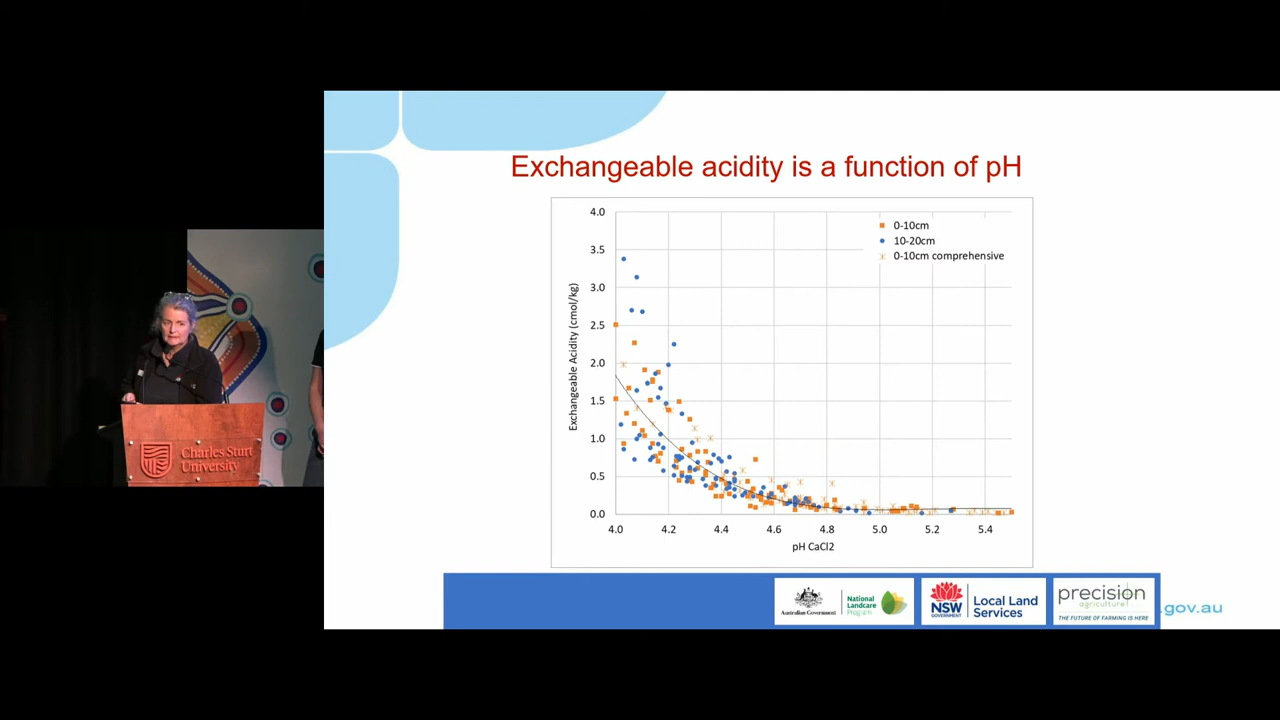 Exchangeable acidity is a function of pH
4.0
3.5
3.0
2.5
2.0
1.5
1.0
0.5
0.0
Exchangeable Acidity (cmol/kg)
0-10cm
10-20cm
0-10cm comprehensive
4.0 4.2 4.4 4.6 4.8 5.0 5.2 5.4
pH CaCl2
Charles Sturt
University
Australian Government
National
Landcare
Program
NSW
GOVERNMENT
Local Land
Services
precision
agriculture
THE FUTURE OF FARMING IS HERE
.gov.au